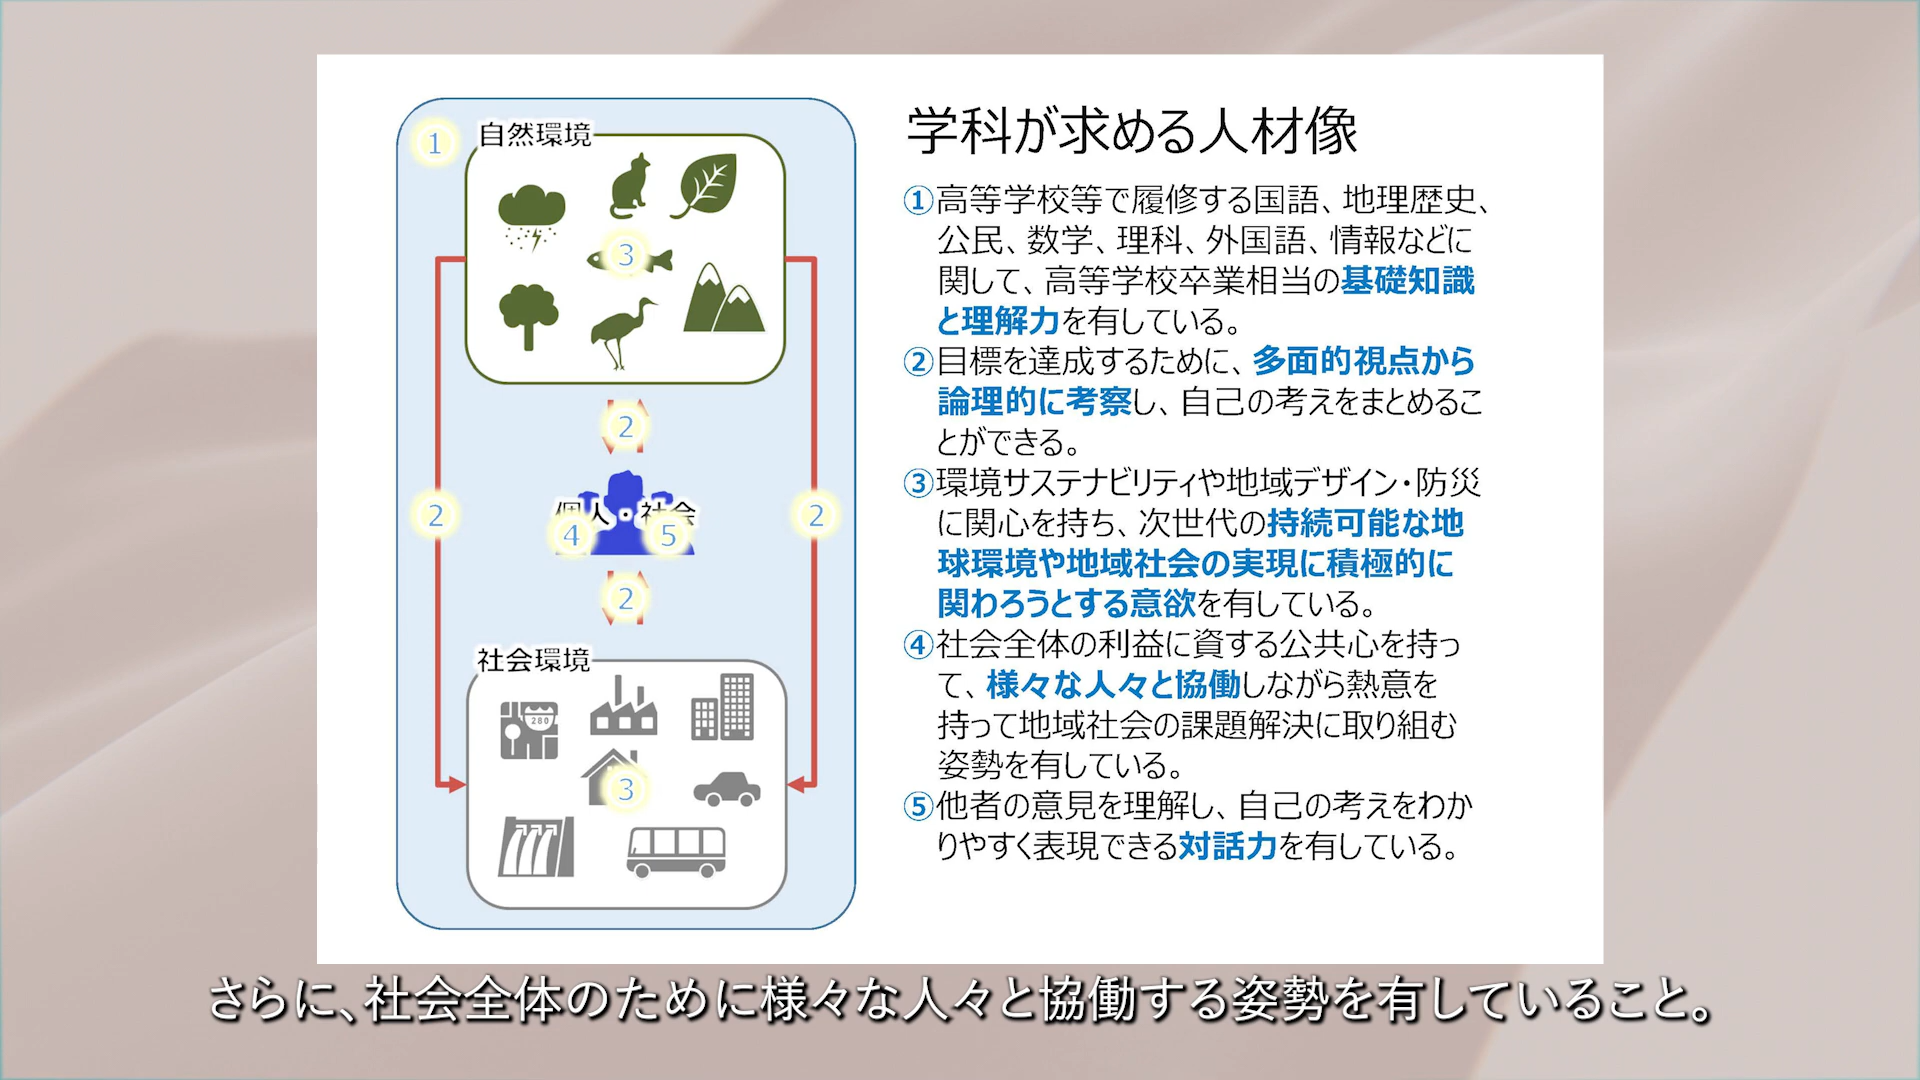 ① 自然環境
③
②
② ②
個人・社会
④ ⑤
②
社会環境
280
③
学科が求める人材像
①高等学校等で履修する国語、地理歴史、
公民、数学、理科、外国語、情報などに
関して、高等学校卒業相当の基礎知識
と理解力を有している。
②目標を達成するために、多面的視点から
論理的に考察し、自己の考えをまとめるこ
とができる。
③環境サステナビリティや地域デザイン・防災
に関心を持ち、次世代の持続可能な地
球環境や地域社会の実現に積極的に
関わろうとする意欲を有している。
④社会全体の利益に資する公共心を持っ
て、様々な人々と協働しながら熱意を
持って地域社会の課題解決に取り組む
姿勢を有している。
⑤他者の意見を理解し、自己の考えをわか
りやすく表現できる対話力を有している。
さらに、社会全体のために様々な人々と協働する姿勢を有していること。